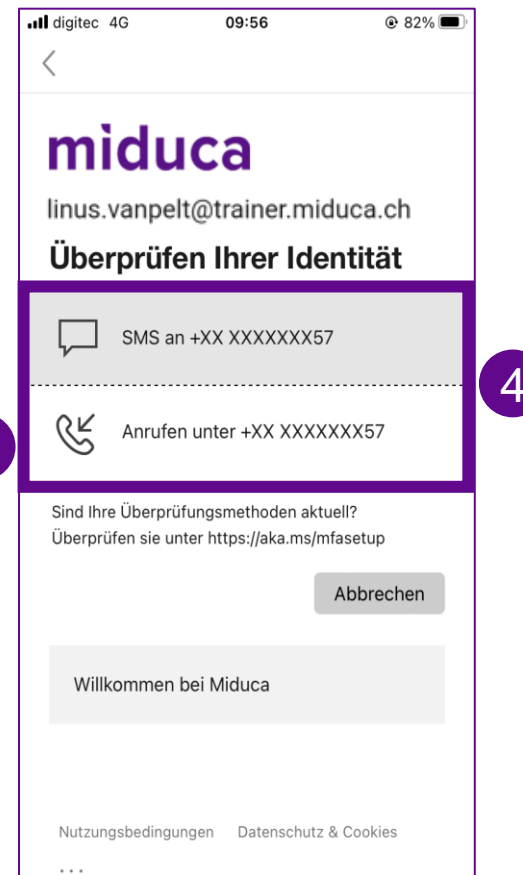 digitec 4G 09:56 82%
miduca
linus.vanpelt@trainer.miduca.ch
Überprüfen Ihrer Identität
SMS an +XX XXXXXXX57
4
Anrufen unter +XX XXXXXXX57
Sind Ihre Überprüfungsmethoden aktuell?
Überprüfen sie unter https://aka.ms/mfasetup
Abbrechen
Willkommen bei Miduca
Nutzungsbedingungen Datenschutz & Cookies
...